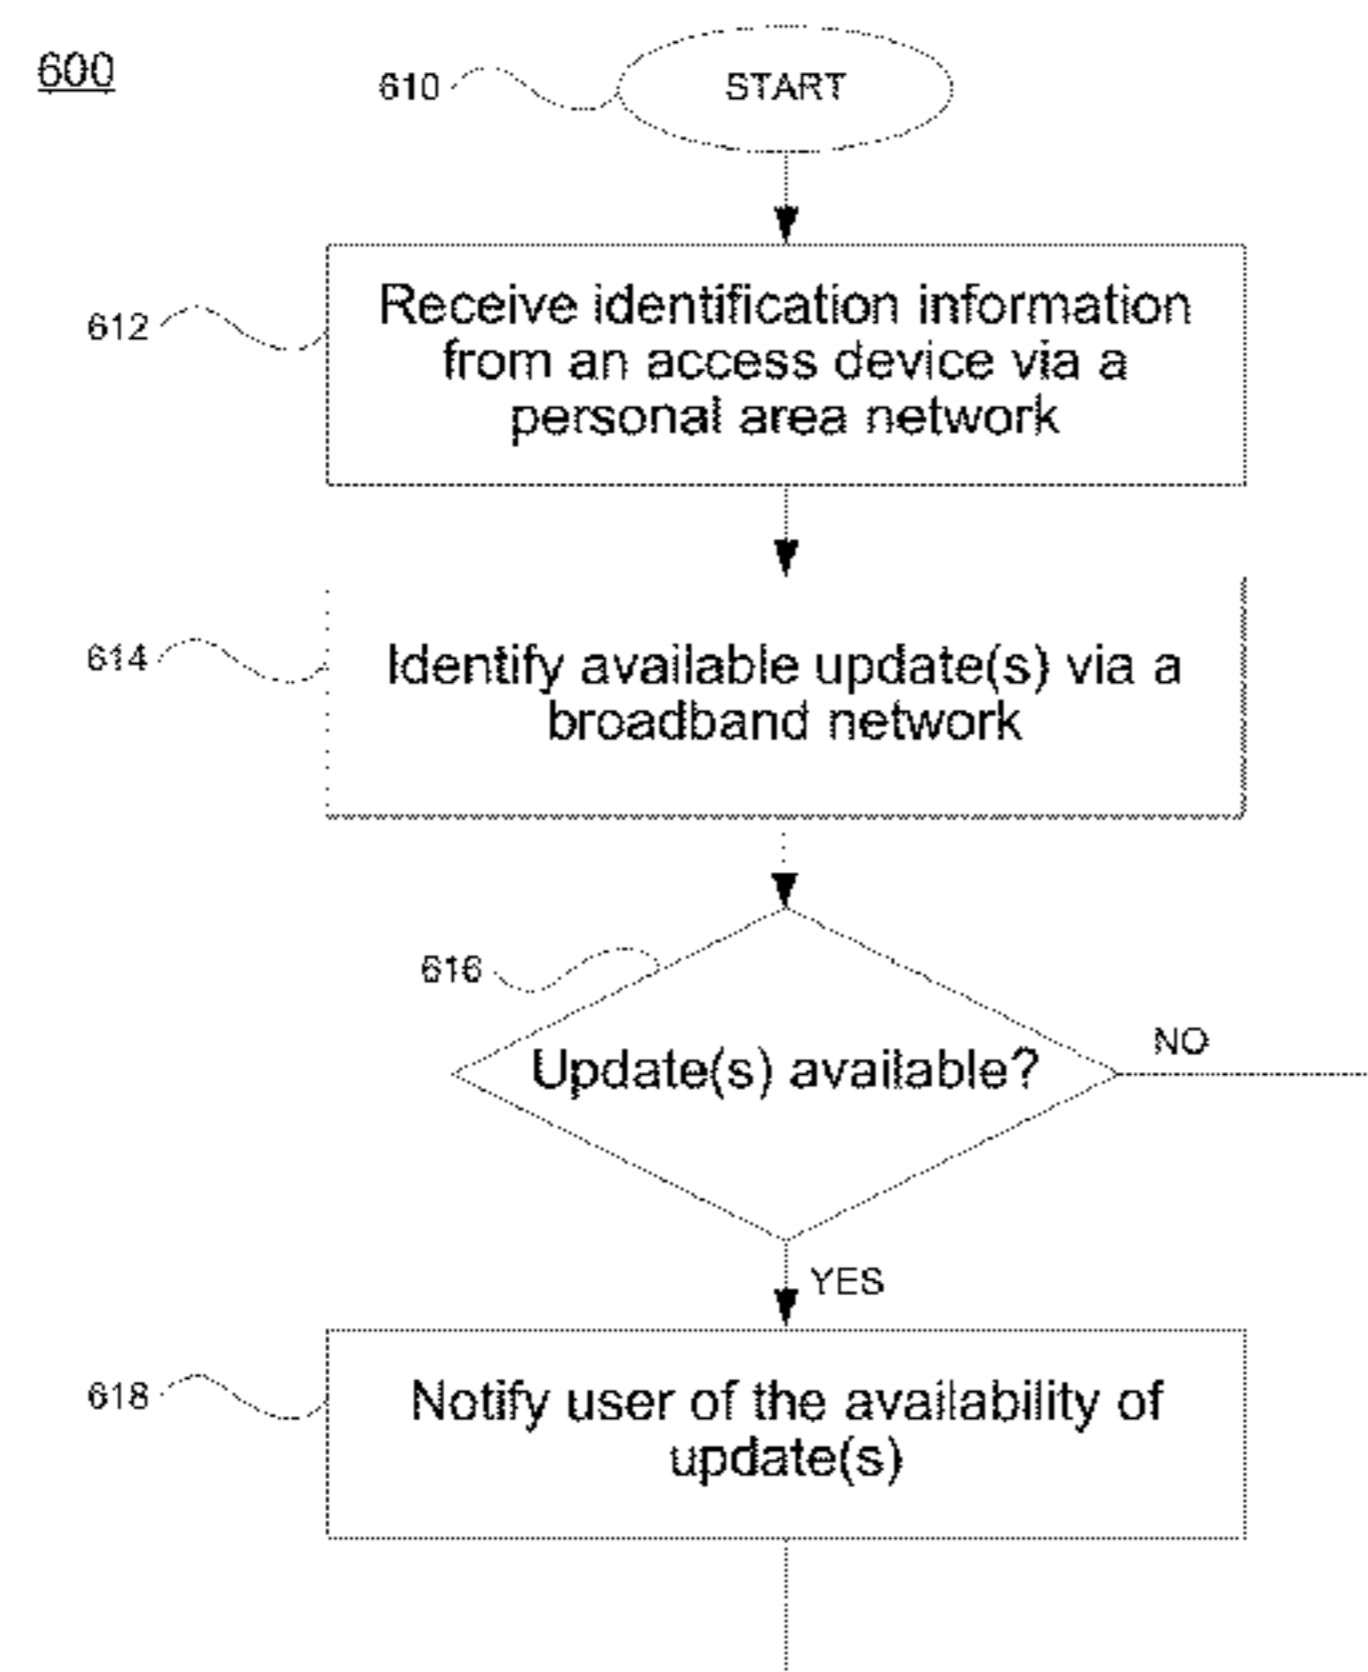 600
610
START
612
Receive identification information
from an access device via a
personal area network
614
Identify available update(s) via a
broadband network
616
Update(s) available?
NO
YES
618
Notify user of the availability of
update(s)